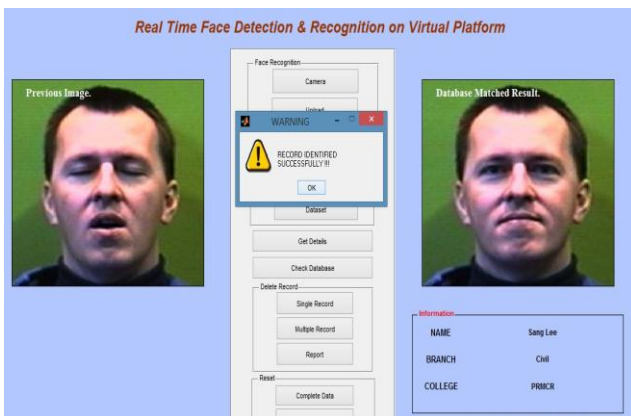 Real Time Face Detection & Recognition on Virtual Platform
Previous Image.
Face Recognition
Camera
Upload
WARNING
RECORD IDENTIFIED
SUCCESSFULLY !!!
OK
Dataset
Get Details
Check Database
Delete Record
Single Record
Multiple Record
Report
Reset
Complete Data
Database Matched Result.
Information
NAME Sang Lee
BRANCH Civil
COLLEGE PRMCR